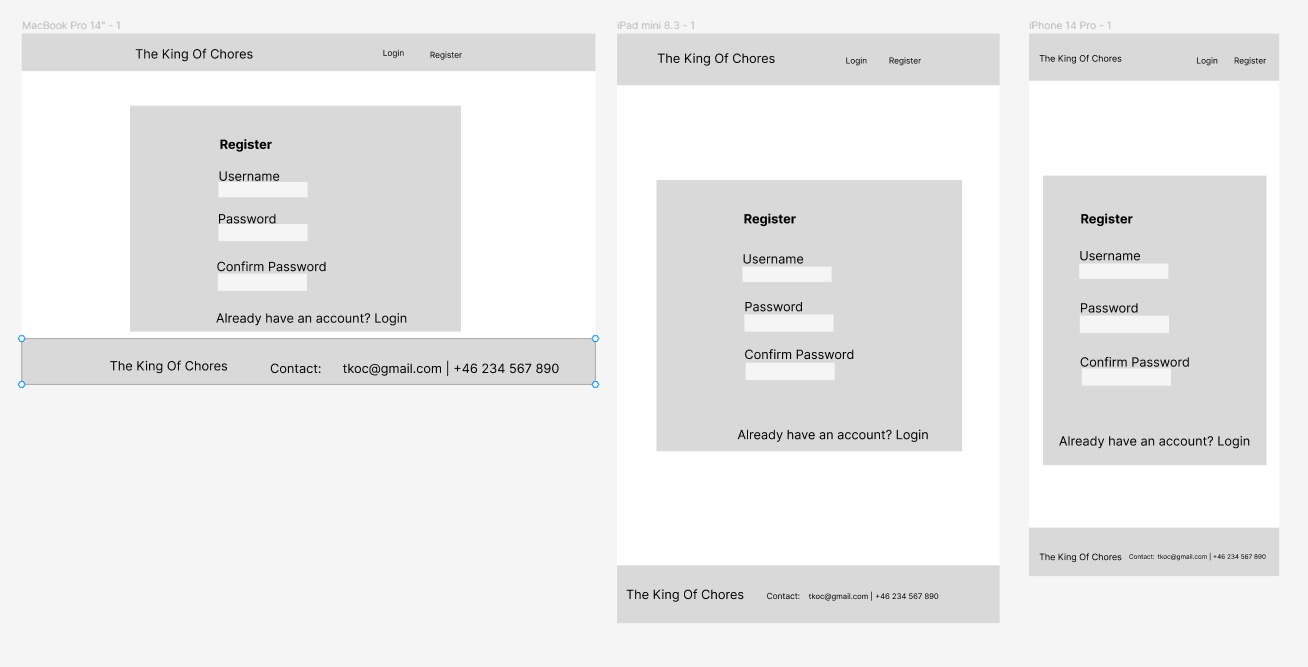 MacBook Pro 14" - 1
The King Of Chores Login Register
Register
Username
Password
Confirm Password
Already have an account? Login
The King Of Chores Contact: tkoc@gmail.com | +46 234 567 890
iPad mini 8.3 - 1
The King Of Chores Login Register
Register
Username
Password
Confirm Password
Already have an account? Login
The King Of Chores Contact: tkoc@gmail.com | +46 234 567 890
iPhone 14 Pro - 1
The King Of Chores Login Register
Register
Username
Password
Confirm Password
Already have an account? Login
The King Of Chores Contact: tkoc@gmail.com | +46 234 567 890